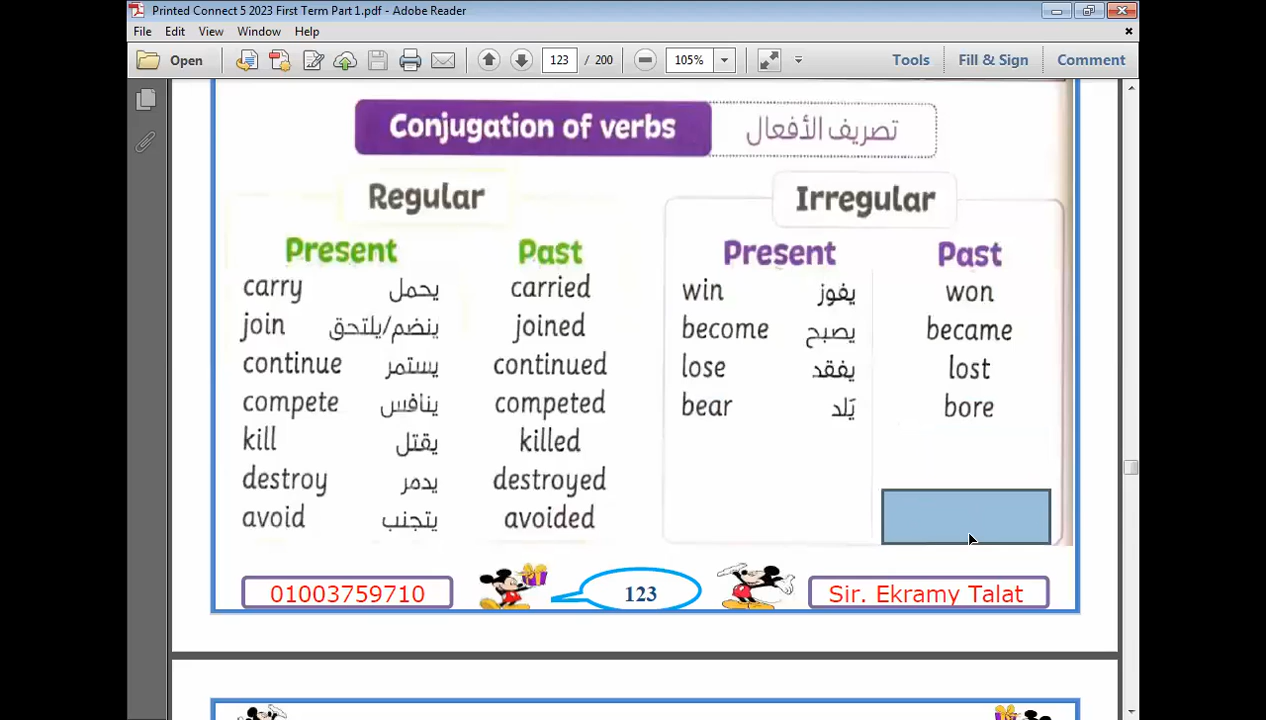 Printed Connect 5 2023 First Term Part 1.pdf - Adobe Reader
File Edit View Window Help
Open 123 / 200 105% Tools Fill & Sign Comment
Conjugation of verbs تصريف الأفعال
Regular Irregular
Present Past Present Past
carry يحمل carried win يفوز won
join ينضم/يلتحق joined become يصبح became
continue يستمر continued lose يفقد lost
compete ينافس competed bear يَلد bore
kill يقتل killed
destroy يدمر destroyed
avoid يتجنب avoided
01003759710 123 Sir. Ekramy Talat